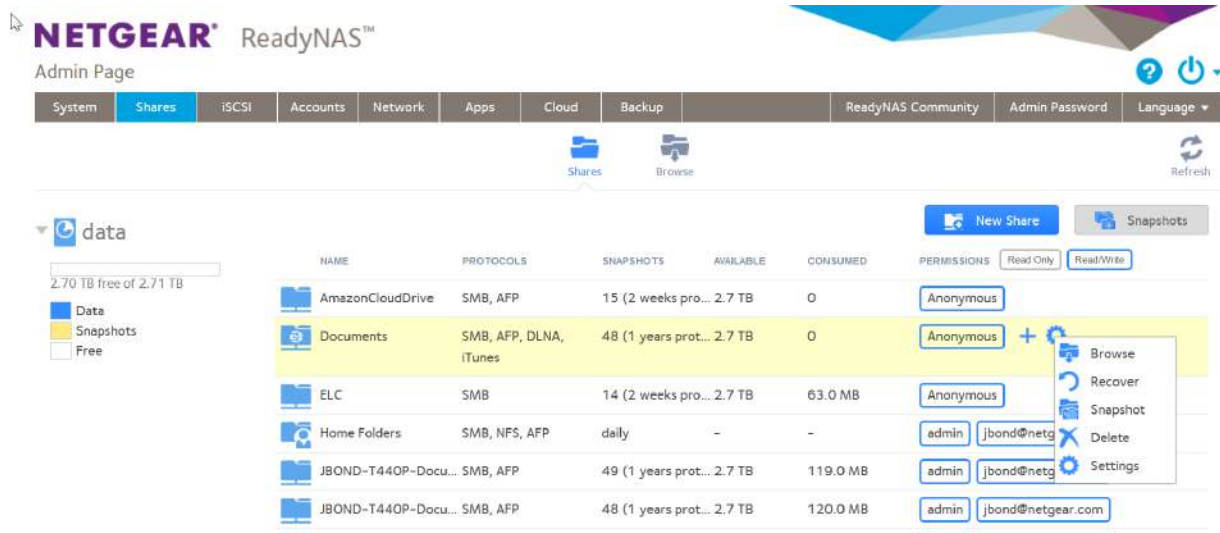 NETGEAR® ReadyNAS™
Admin Page
System Shares iSCSI Accounts Network Apps Cloud Backup ReadyNAS Community Admin Password Language
Shares Browse Refresh
data
New Share Snapshots
2.70 TB free of 2.71 TB
Data
Snapshots
Free
NAME PROTOCOLS SNAPSHOTS AVAILABLE CONSUMED PERMISSIONS Read Only Read/Write
AmazonCloudDrive SMB, AFP 15 (2 weeks pro... 2.7 TB 0 Anonymous
Documents SMB, AFP, DLNA, 48 (1 years prot... 2.7 TB 0 Anonymous
iTunes
ELC SMB 14 (2 weeks pro... 2.7 TB 63.0 MB Anonymous
Home Folders SMB, NFS, AFP daily - - admin jbond@netg
JBOND-T440P-Docu... SMB, AFP 49 (1 years prot... 2.7 TB 119.0 MB admin jbond@netg
JBOND-T440P-Docu... SMB, AFP 48 (1 years prot... 2.7 TB 120.0 MB admin jbond@netgear.com
Browse
Recover
Snapshot
Delete
Settings